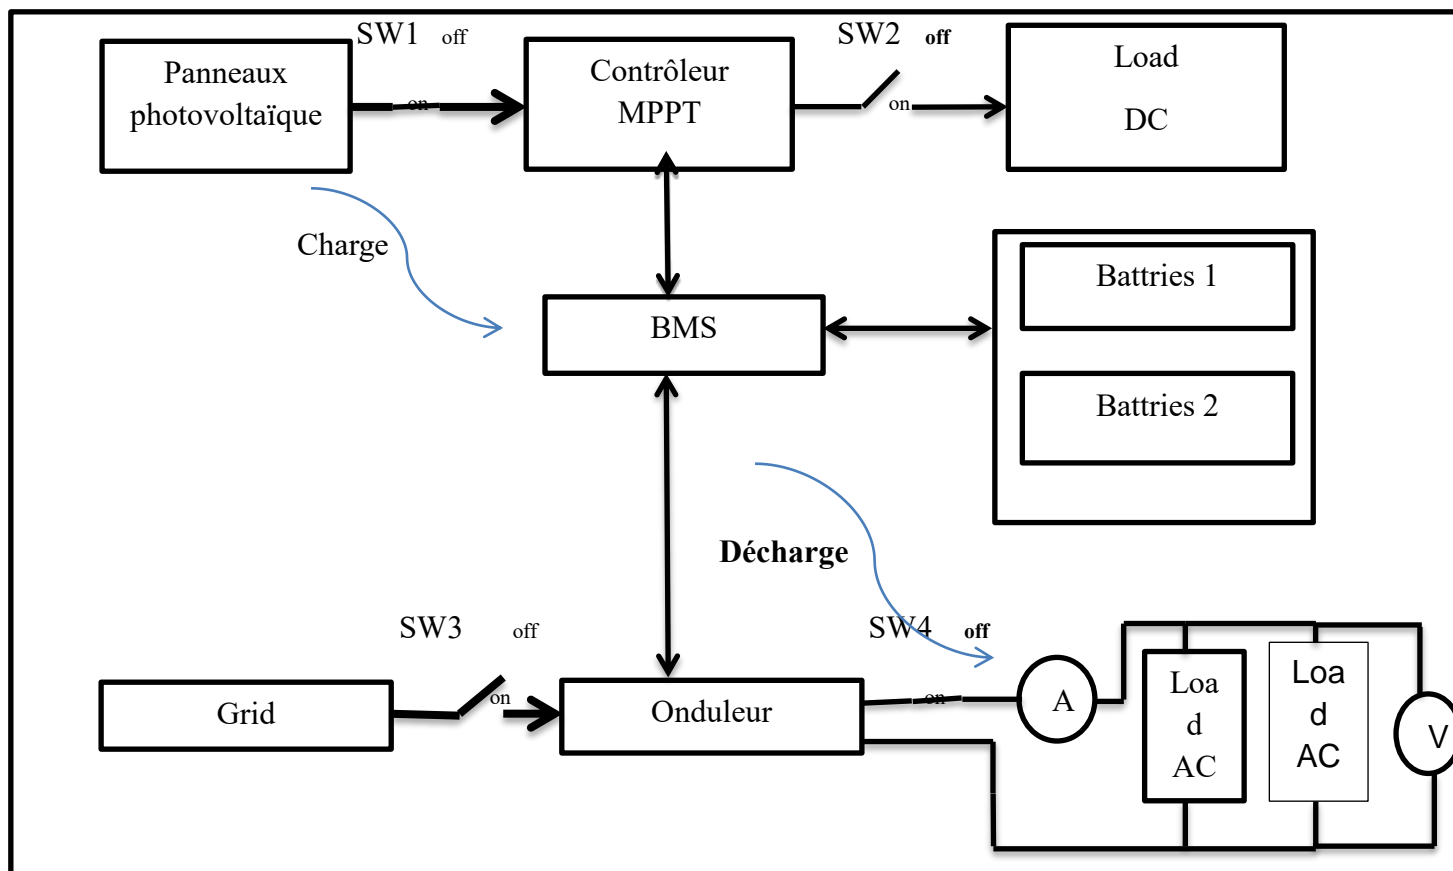 SW1 off
SW2 off
Panneaux
photovoltaïque
on
Contrôleur
MPPT
on
Load
DC
Charge
BMS
Battries 1
Battries 2
Décharge
SW3 off
SW4 off
Grid
on
Onduleur
on
A
Loa
d
AC
Loa
d
AC
V